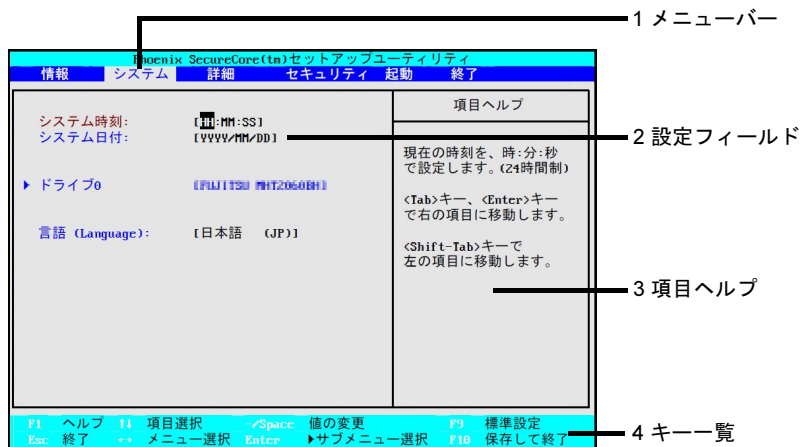 1 メニューバー
Phoenix SecureCore(tm)セットアップユーティリティ
情報 システム 詳細 セキュリティ 起動 終了
項目ヘルプ
システム時刻: [HH:MM:SS]
システム日付: [YYYY/MM/DD]
2 設定フィールド
現在の時刻を、時:分:秒
で設定します。(24時間制)
ドライブ0 [FUJITSU MHT2060BH]
<Tab>キー、<Enter>キー
で右の項目に移動します。
言語 (Language): [日本語 (JP)]
<Shift-Tab>キーで
左の項目に移動します。
3 項目ヘルプ
F1 ヘルプ ↑↓ 項目選択 -/Space 値の変更 F9 標準設定
Esc 終了 ↔ メニュー選択 Enter ▶サブメニュー選択 F10 保存して終了
4 キー一覧